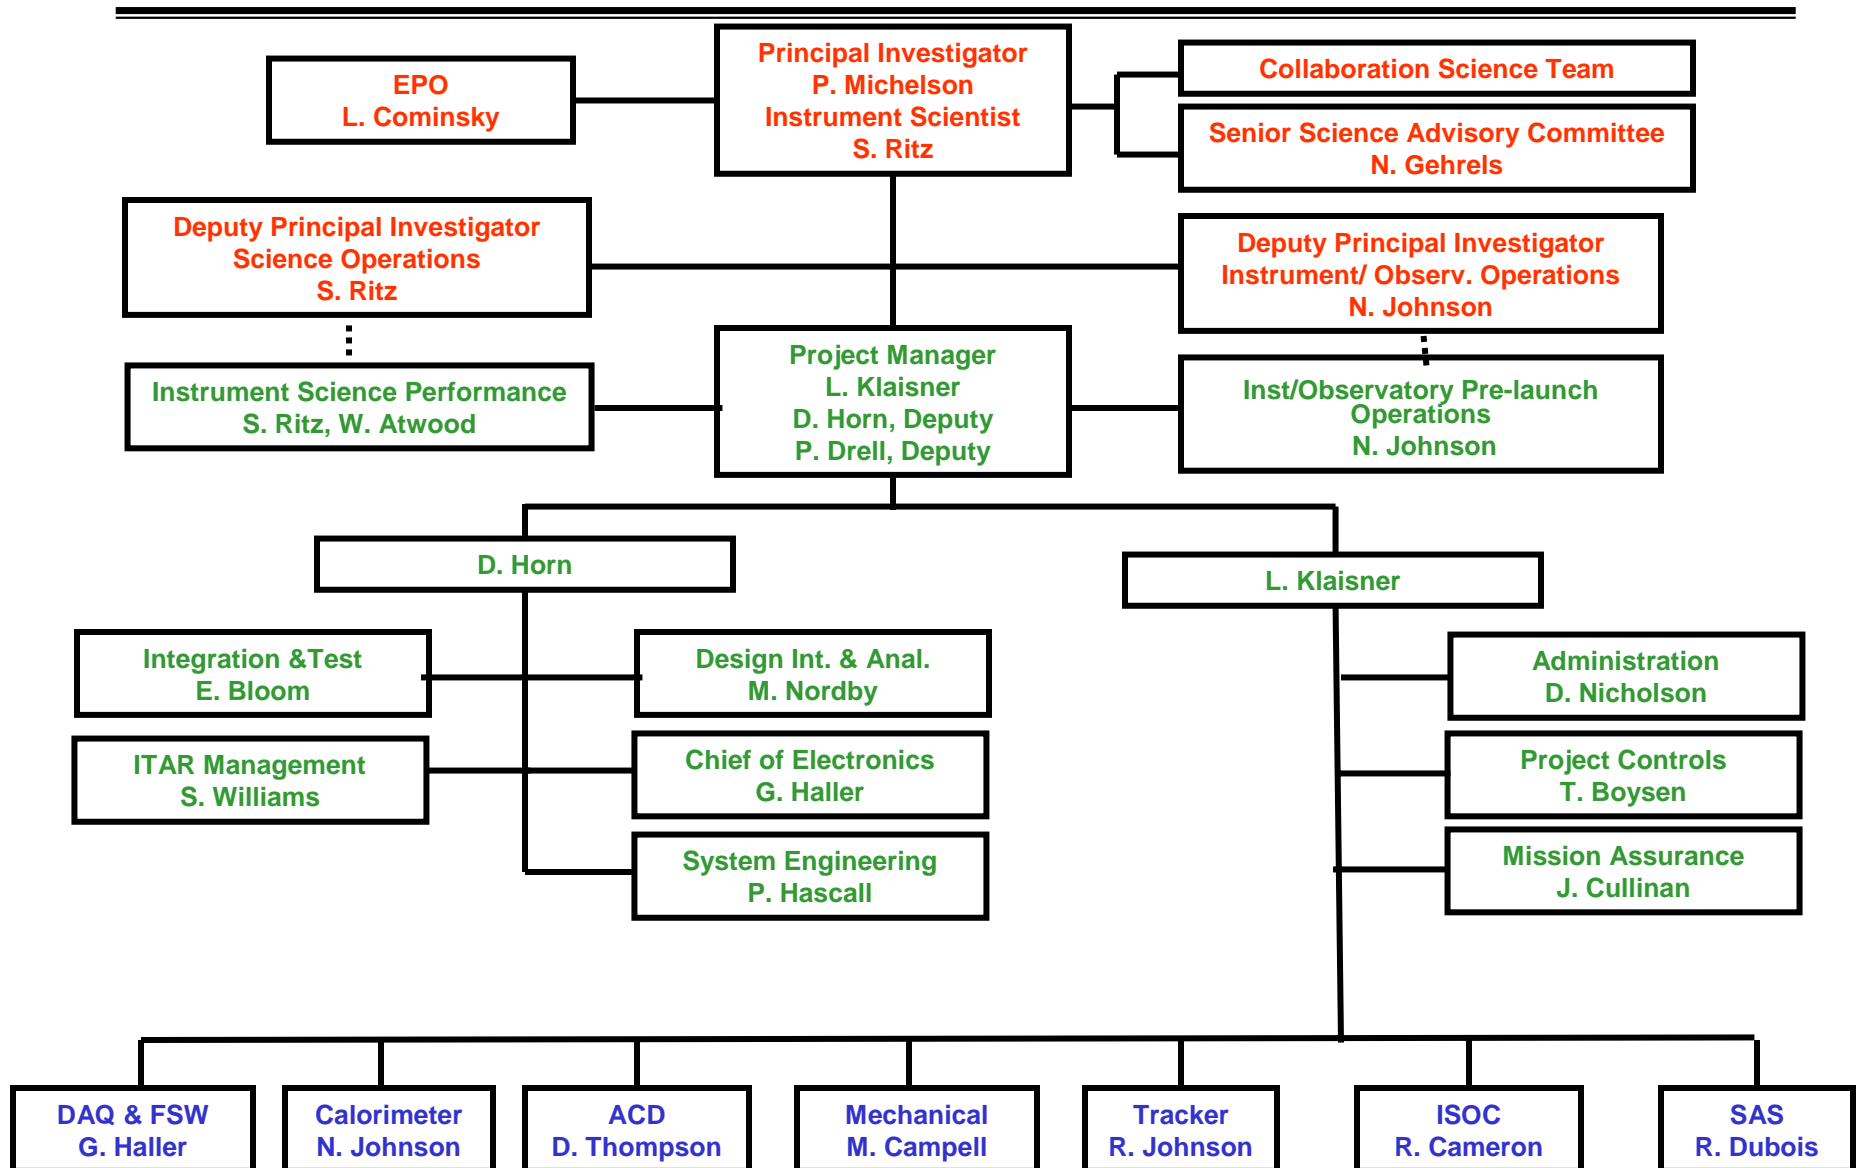 EPO
L. Cominsky
Principal Investigator
P. Michelson
Instrument Scientist
S. Ritz
Collaboration Science Team
Senior Science Advisory Committee
N. Gehrels
Deputy Principal Investigator
Science Operations
S. Ritz
Deputy Principal Investigator
Instrument/ Observ. Operations
N. Johnson
Instrument Science Performance
S. Ritz, W. Atwood
Project Manager
L. Klaisner
D. Horn, Deputy
P. Drell, Deputy
Inst/Observatory Pre-launch
Operations
N. Johnson
D. Horn
L. Klaisner
Integration &Test
E. Bloom
Design Int. & Anal.
M. Nordby
Administration
D. Nicholson
ITAR Management
S. Williams
Chief of Electronics
G. Haller
Project Controls
T. Boysen
System Engineering
P. Hascall
Mission Assurance
J. Cullinan
DAQ & FSW
G. Haller
Calorimeter
N. Johnson
ACD
D. Thompson
Mechanical
M. Campell
Tracker
R. Johnson
ISOC
R. Cameron
SAS
R. Dubois